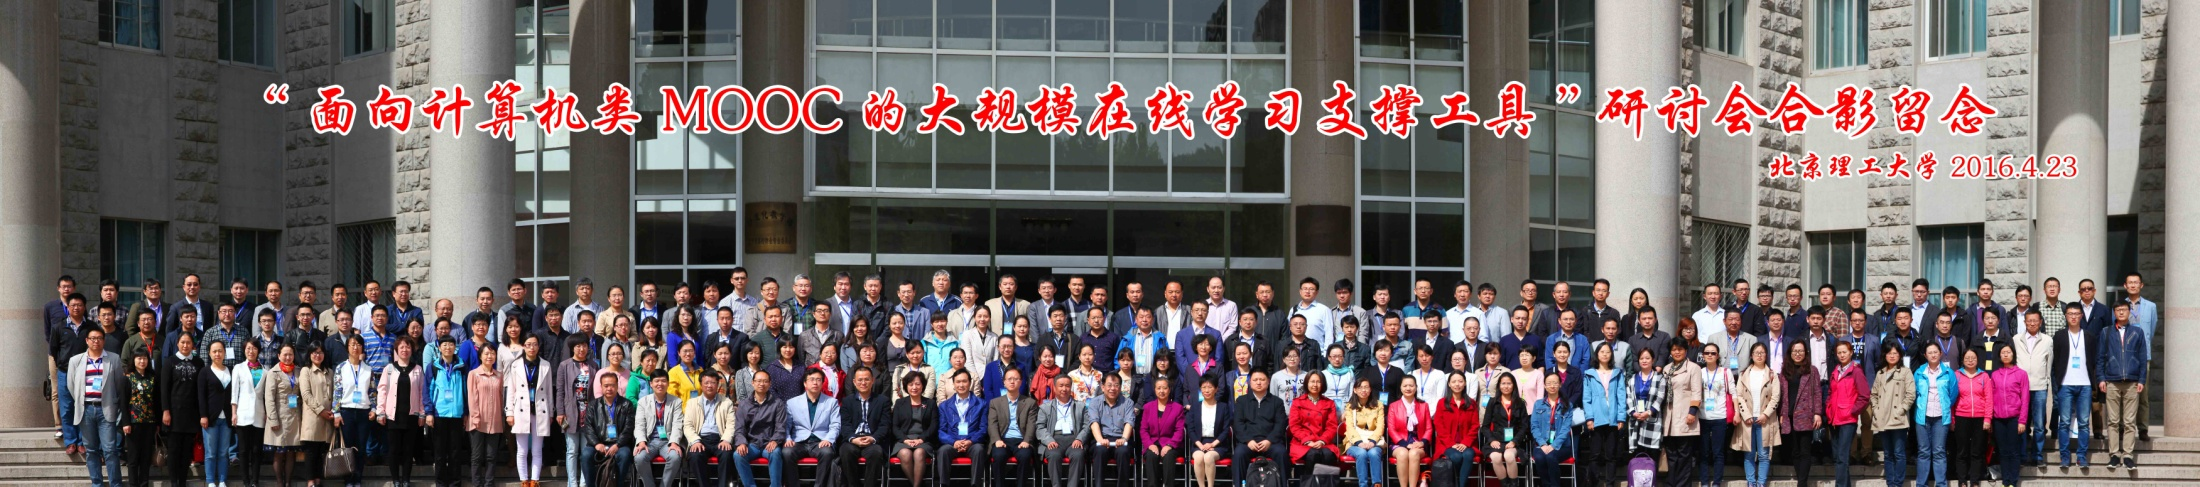 “面向计算机类MOOC的大规模在线学习支撑工具”研讨会合影留念
北京理工大学 2016.4.23